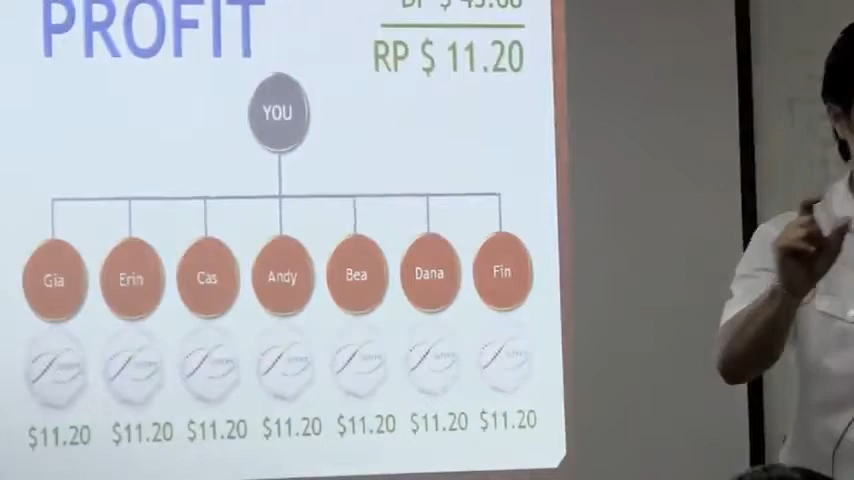 PROFIT
RP $ 11.20
YOU
Gia Erin Cas Andy Bea Dana Fin
$11.20 $11.20 $11.20 $11.20 $11.20 $11.20 $11.20